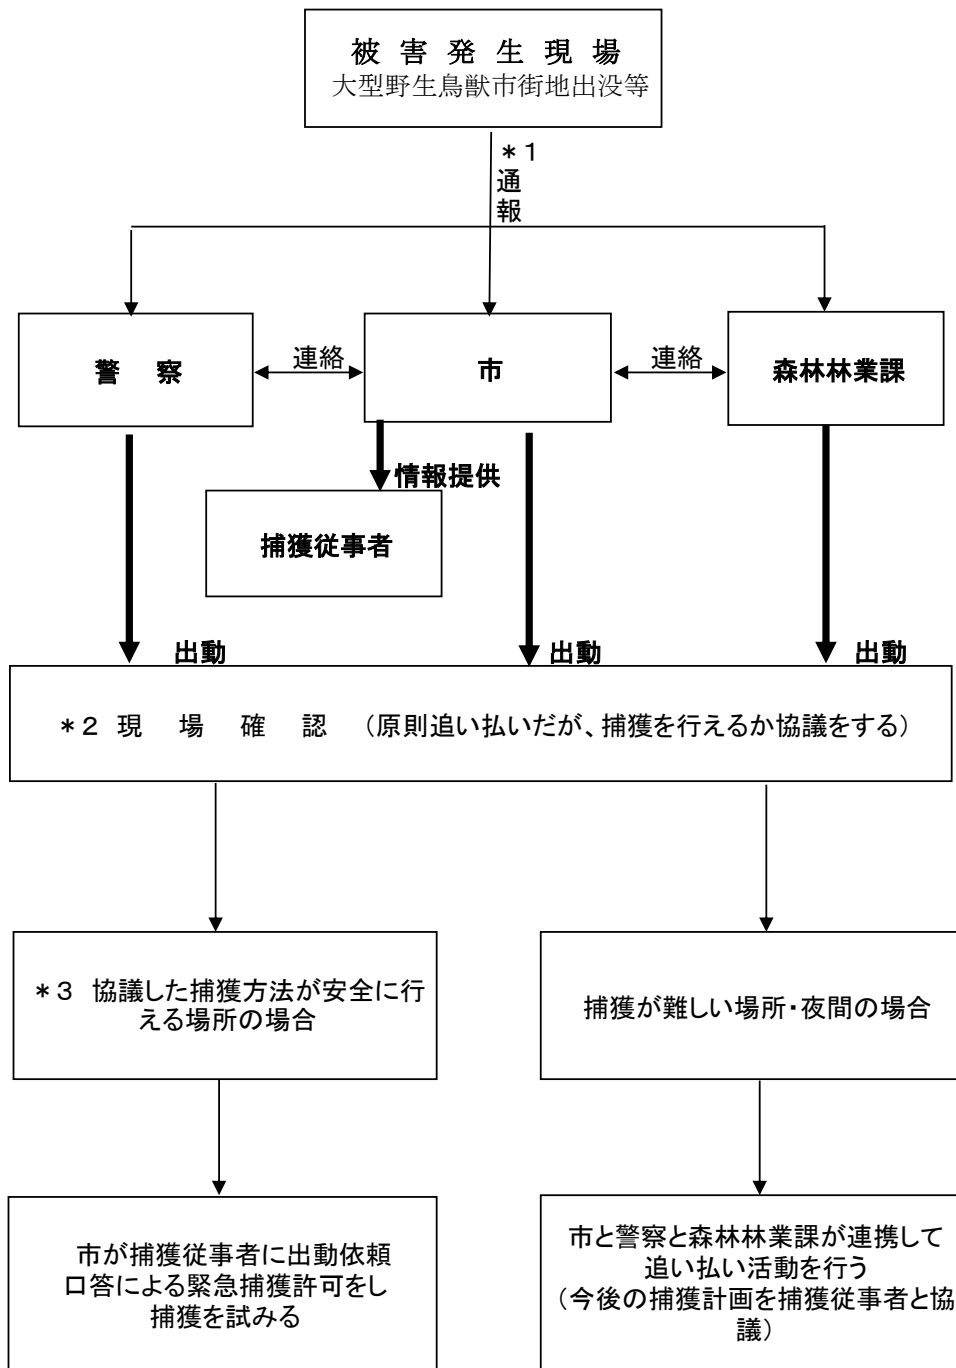 被 害 発 生 現 場
大型野生鳥獣市街地出没等
*1
通
報
警 察
連絡
市
連絡
森林林業課
情報提供
捕獲従事者
出動
出動
出動
*2 現 場 確 認 (原則追い払いだが、捕獲を行えるか協議をする)
*3 協議した捕獲方法が安全に行
える場所の場合
捕獲が難しい場所・夜間の場合
市が捕獲従事者に出動依頼
口答による緊急捕獲許可をし
捕獲を試みる
市と警察と森林林業課が連携して
追い払い活動を行う
(今後の捕獲計画を捕獲従事者と協
議)